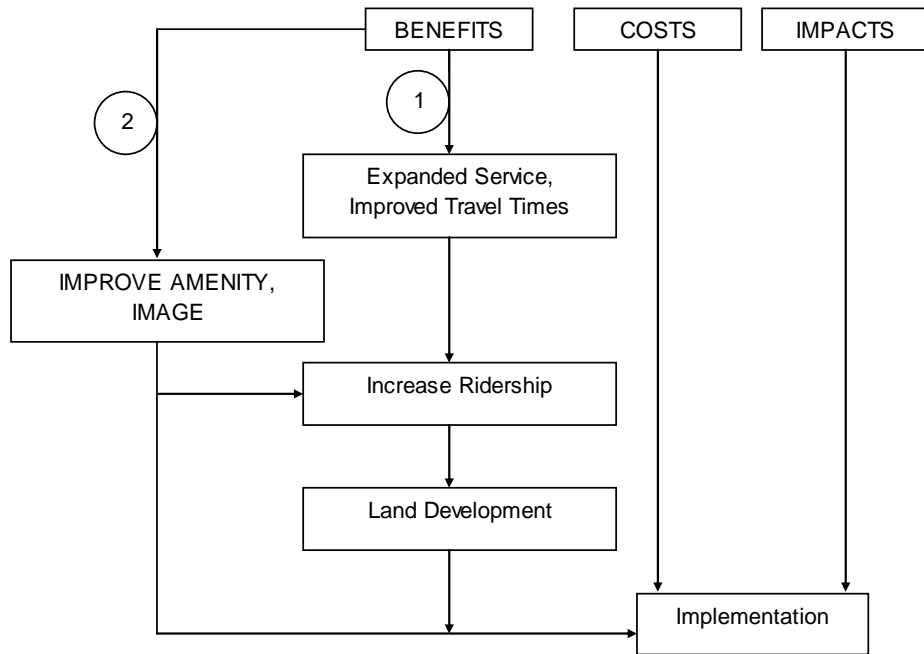 BENEFITS
COSTS
IMPACTS
1
2
Expanded Service,
Improved Travel Times
IMPROVE AMENITY,
IMAGE
Increase Ridership
Land Development
Implementation